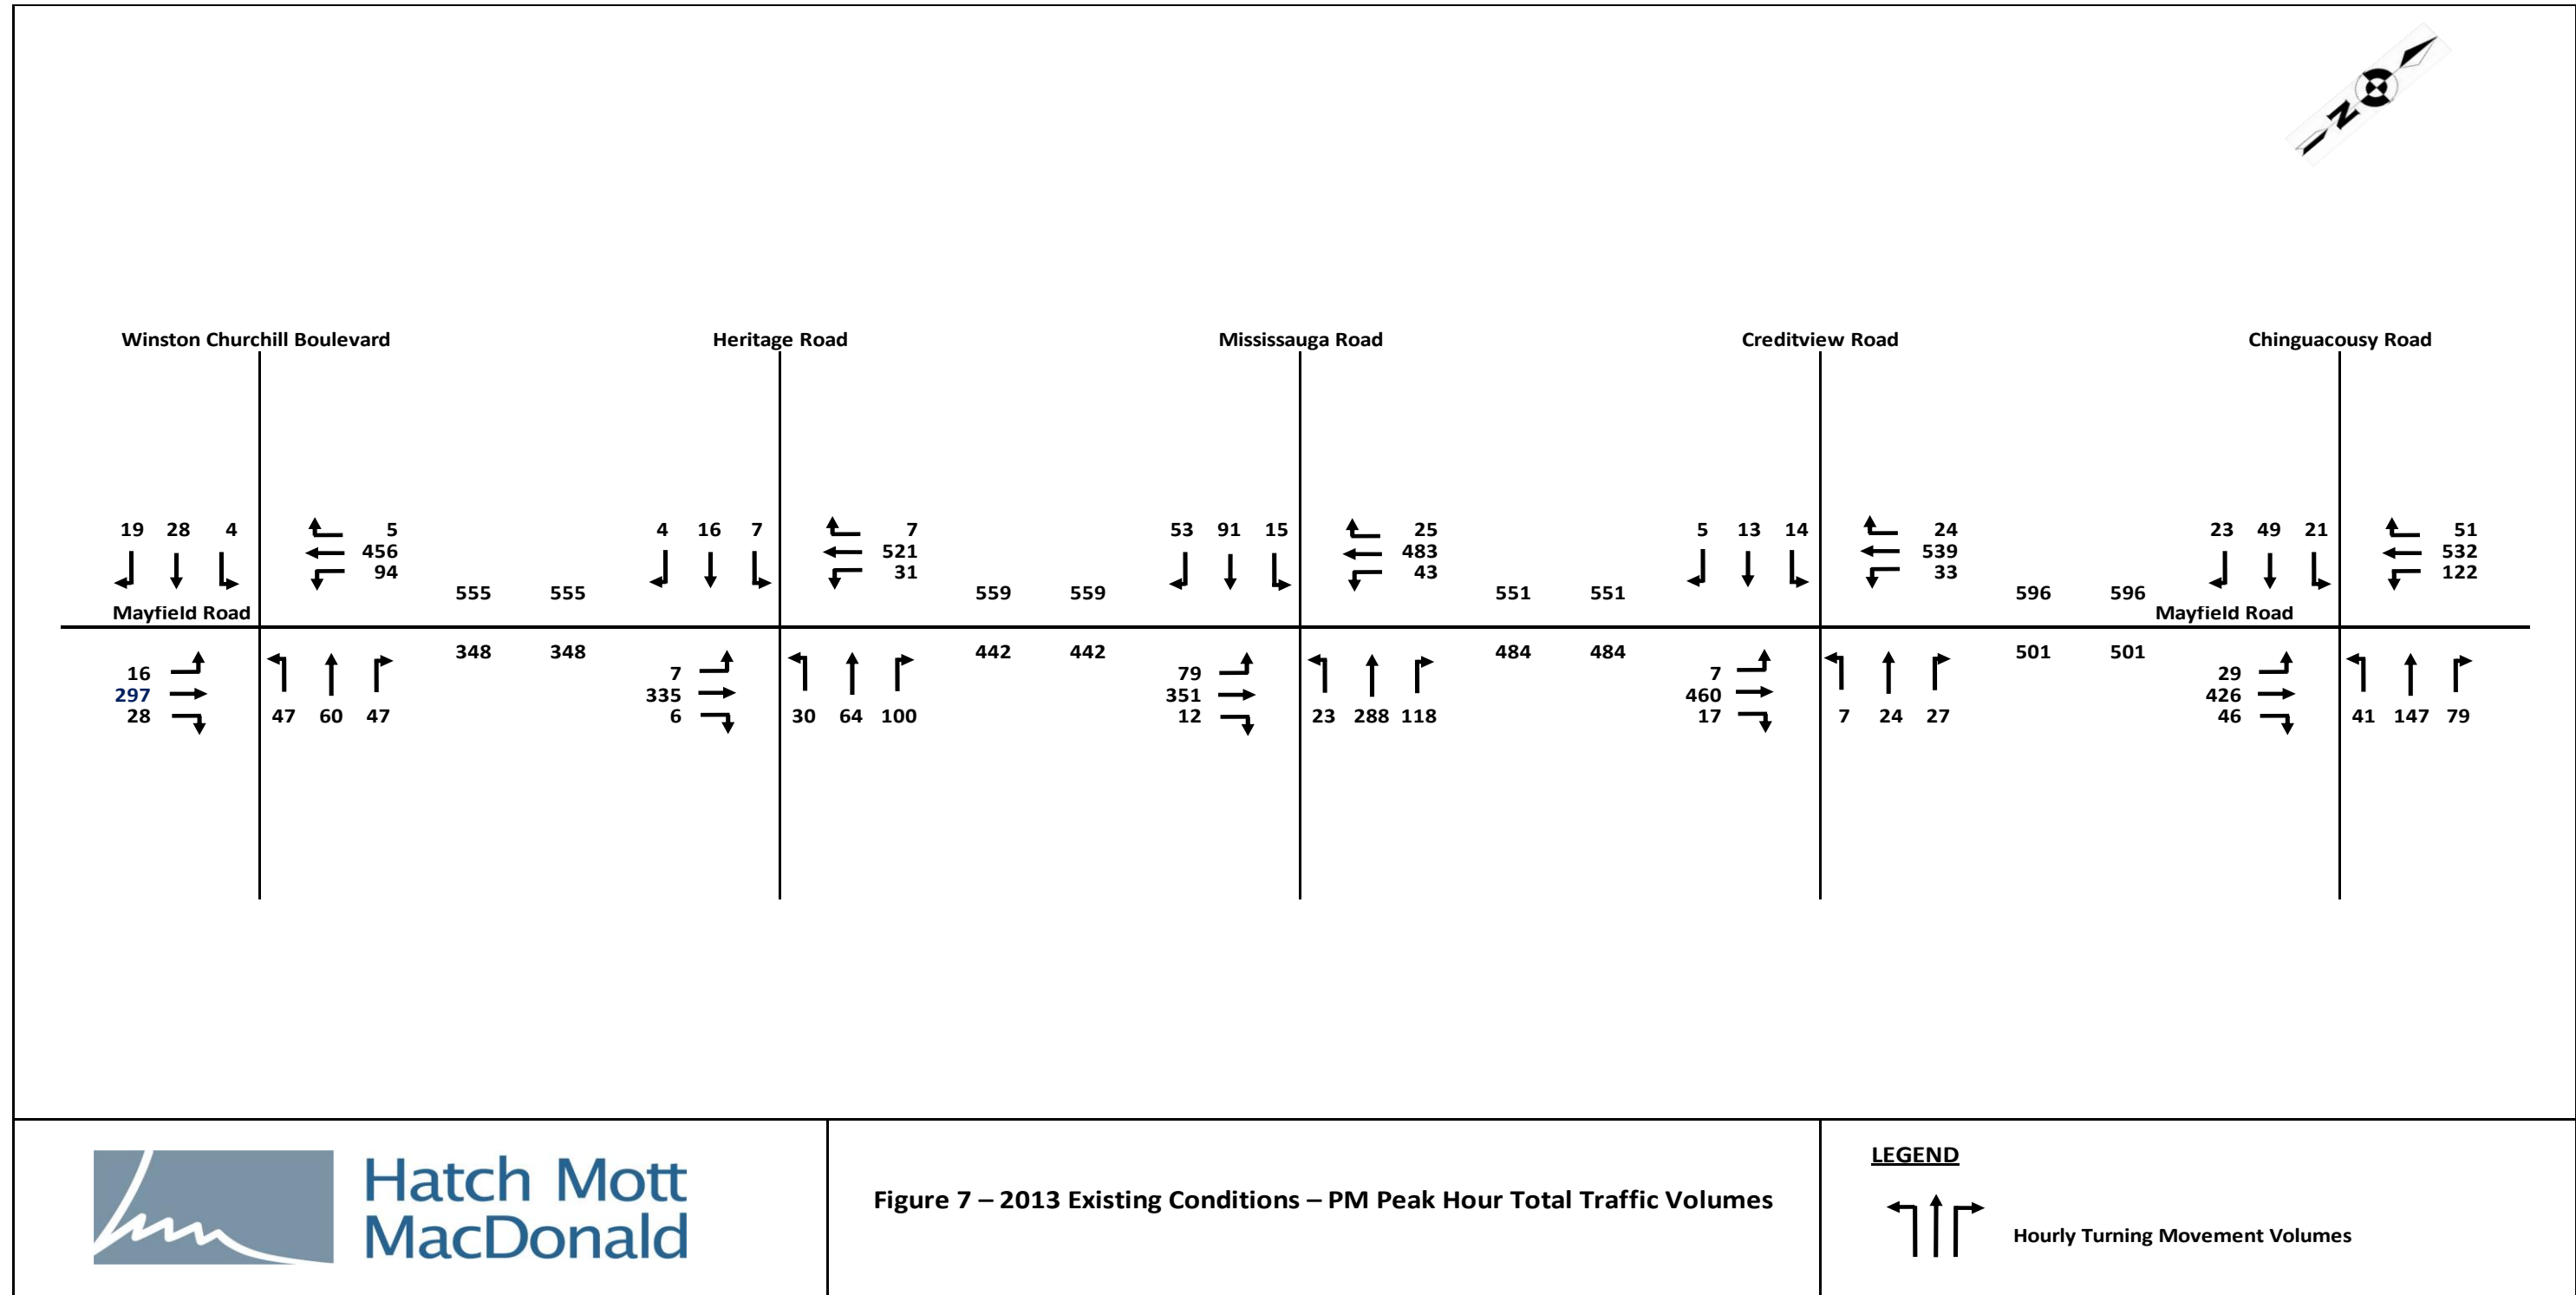 N
Winston Churchill Boulevard Heritage Road Mississauga Road Creditview Road Chinguacousy Road
19 28 4 5 4 16 7 7 53 91 15 25 5 13 14 24 23 49 21 51
456 521 483 539 532
94 31 43 33 122
555 555 559 559 551 551 596 596
Mayfield Road Mayfield Road
348 348 442 442 484 484 501 501
16 7 79 7 29
297 335 351 460 426
28 47 60 47 6 30 64 100 12 23 288 118 17 7 24 27 46 41 147 79
Hatch Mott
MacDonald
Figure 7 – 2013 Existing Conditions – PM Peak Hour Total Traffic Volumes
LEGEND
Hourly Turning Movement Volumes